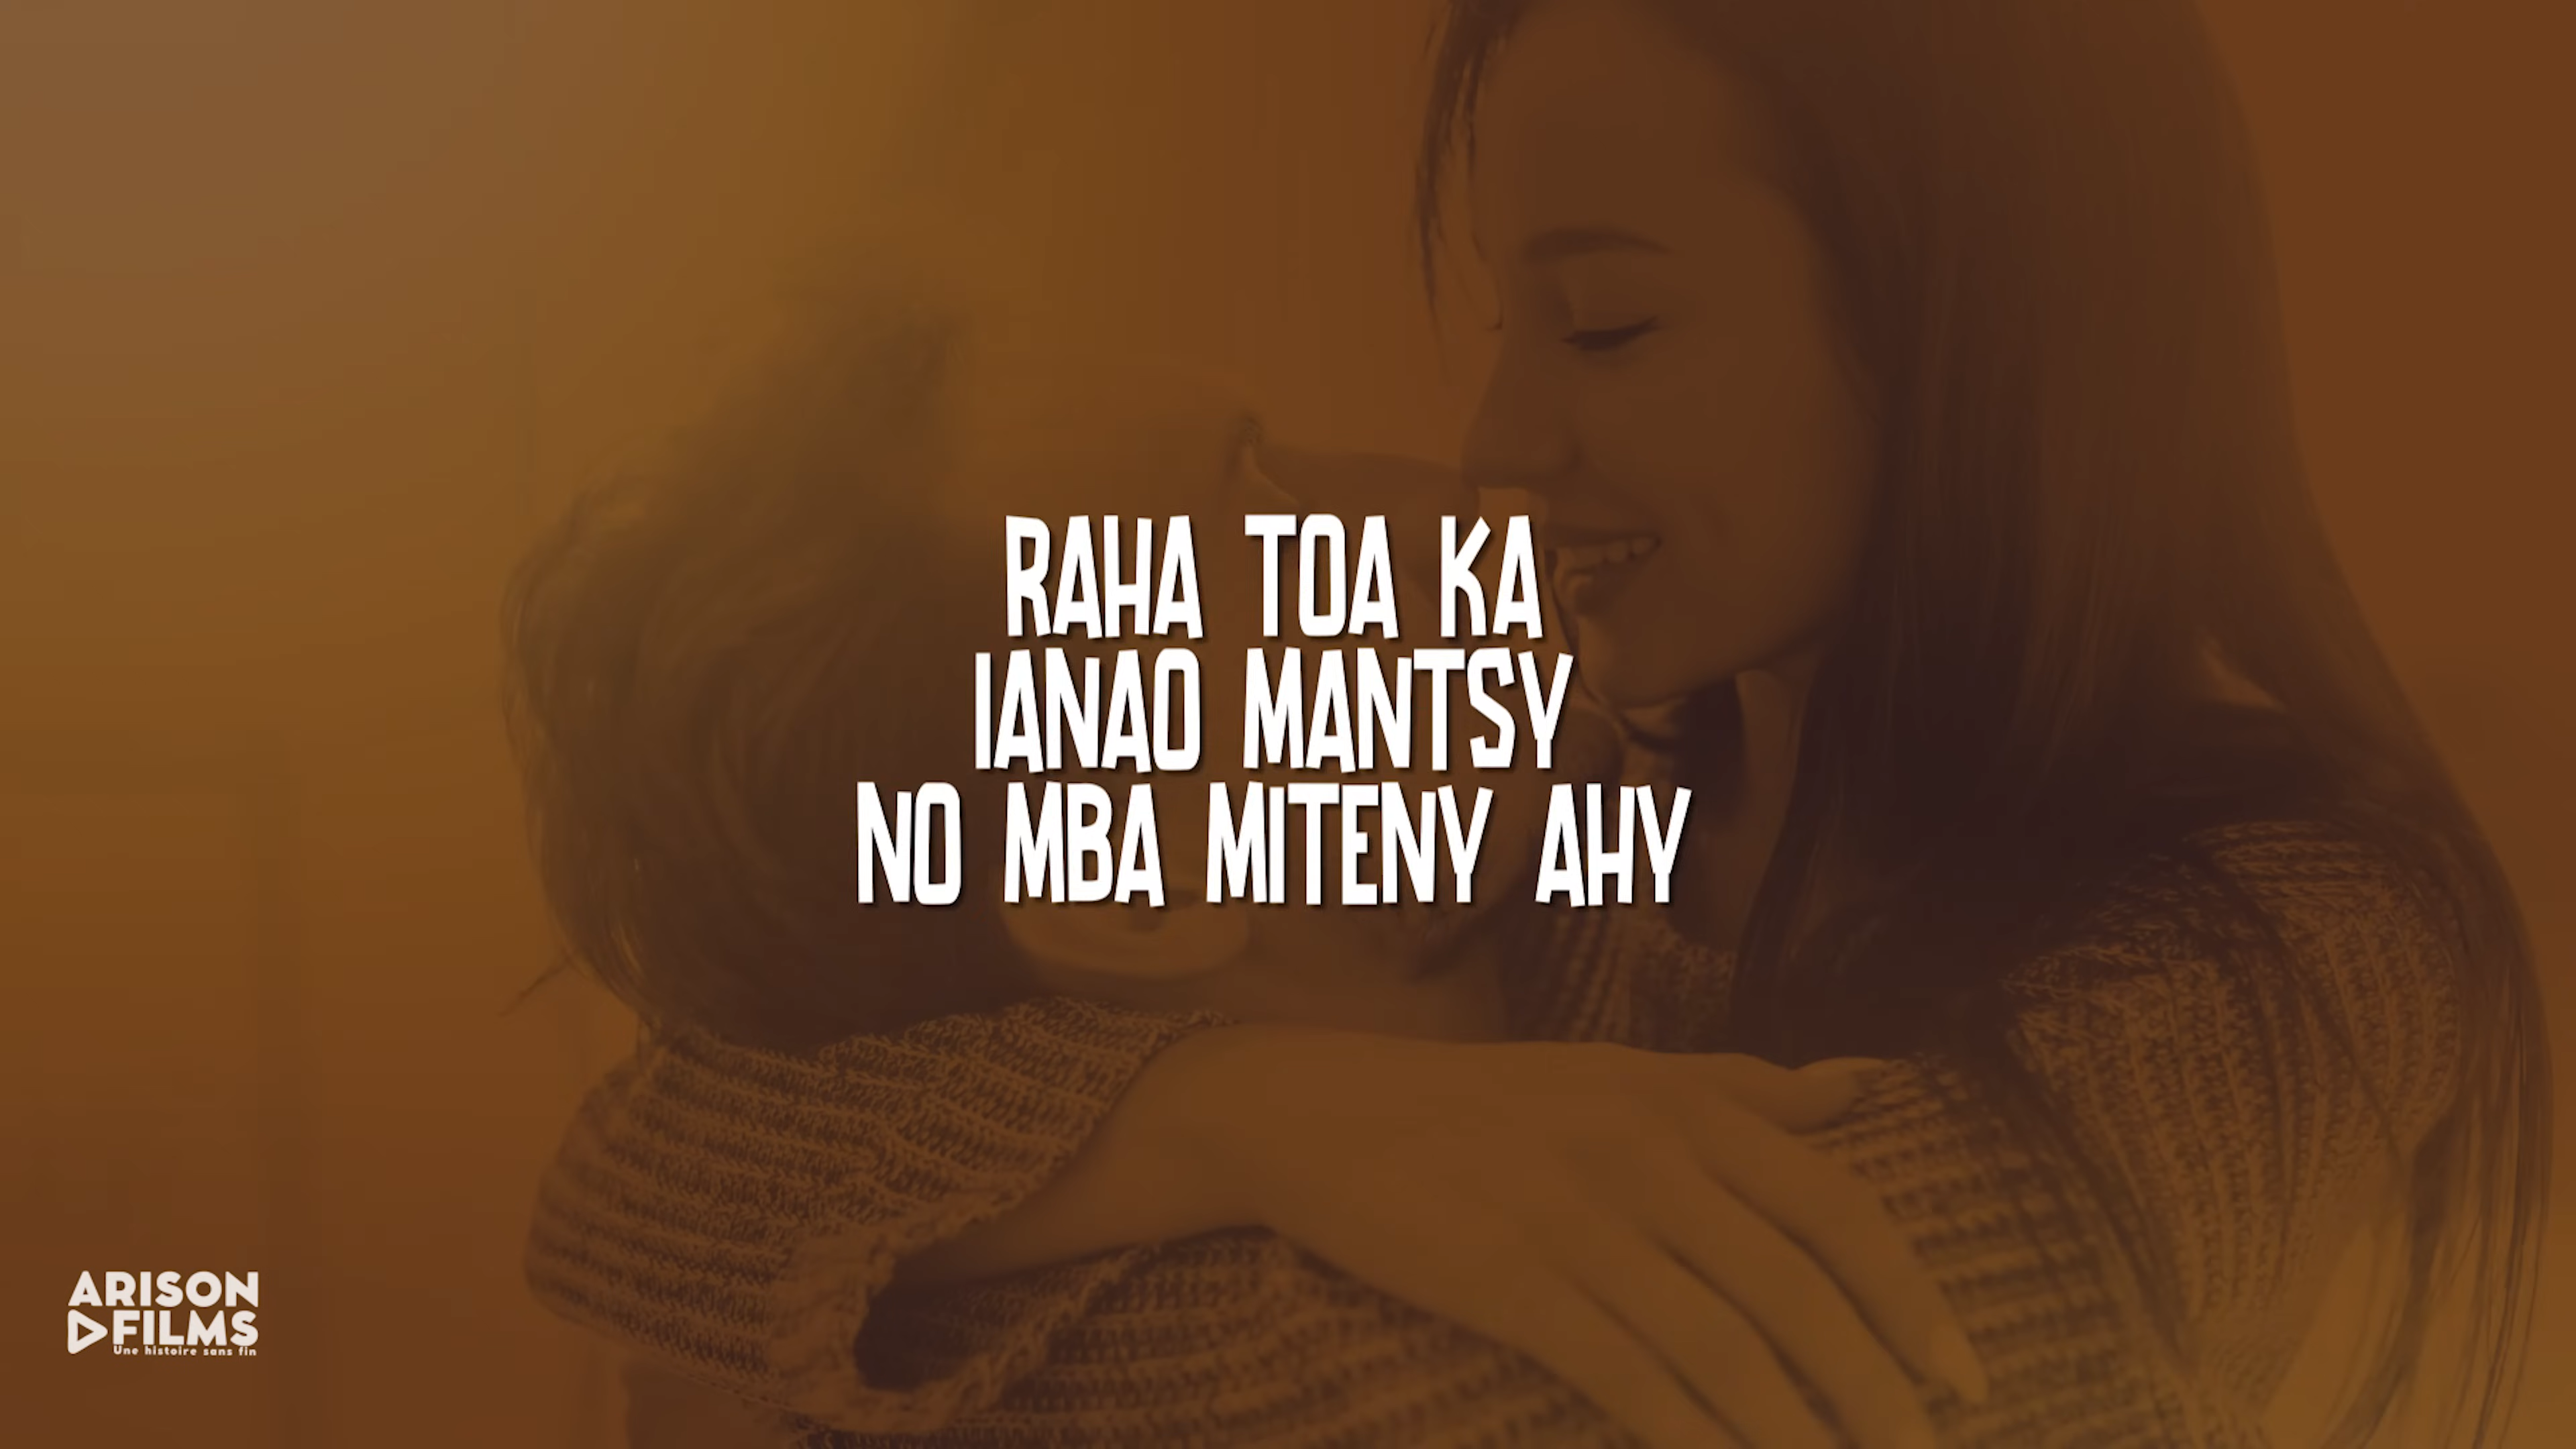 RAHA TOA KA
IANAO MANTSY
NO MBA MITENY AHY
ARISON
FILMS
Une histoire sans fin